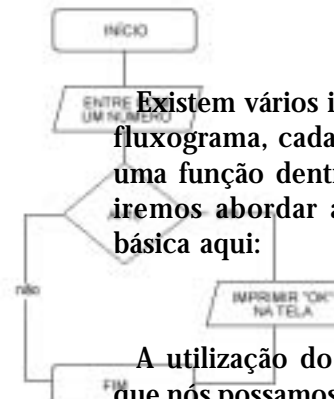 INÍCIO
ENTRE
UM NÚMERO
Existem vários
fluxograma, cada
uma função
iremos abordar
básica aqui:
não
IMPRIMIR "OK"
NA TELA
A utilização do
FIM
que nós possamos